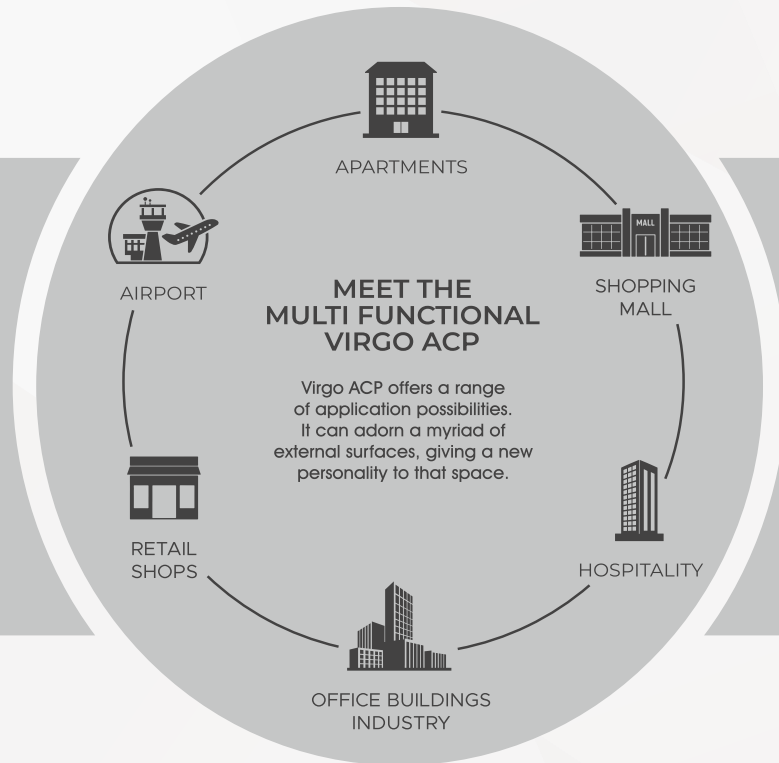 APARTMENTS
MALL
SHOPPING
MALL
AIRPORT
MEET THE
MULTI FUNCTIONAL
VIRGO ACP
Virgo ACP offers a range
of application possibilities.
It can adorn a myriad of
external surfaces, giving a new
personality to that space.
RETAIL
SHOPS
HOSPITALITY
OFFICE BUILDINGS
INDUSTRY